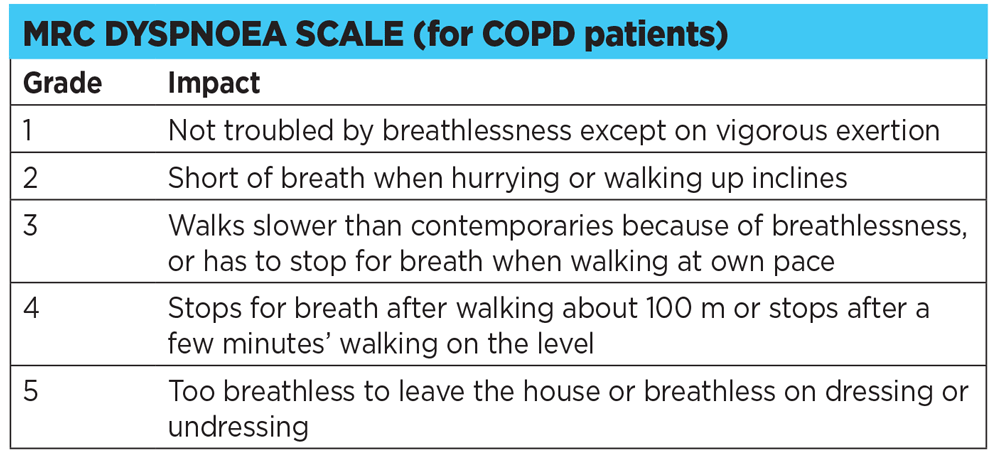 MRC DYSPNOEA SCALE (for COPD patients)
Grade Impact
1 Not troubled by breathlessness except on vigorous exertion
2 Short of breath when hurrying or walking up inclines
3 Walks slower than contemporaries because of breathlessness,
or has to stop for breath when walking at own pace
4 Stops for breath after walking about 100 m or stops after a
few minutes’ walking on the level
5 Too breathless to leave the house or breathless on dressing or
undressing